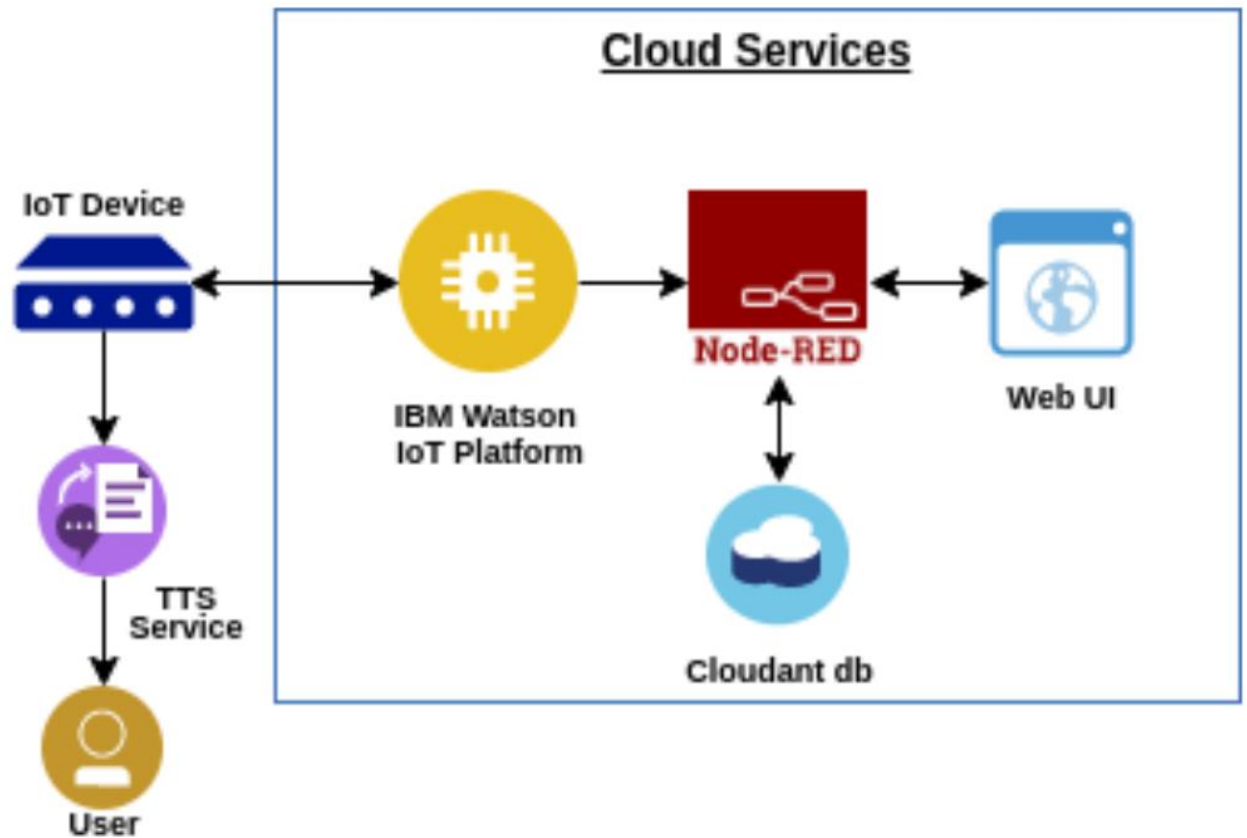 Cloud Services
IoT Device
Node-RED
Web UI
IBM Watson
IoT Platform
TTS
Service
Cloudant db
User